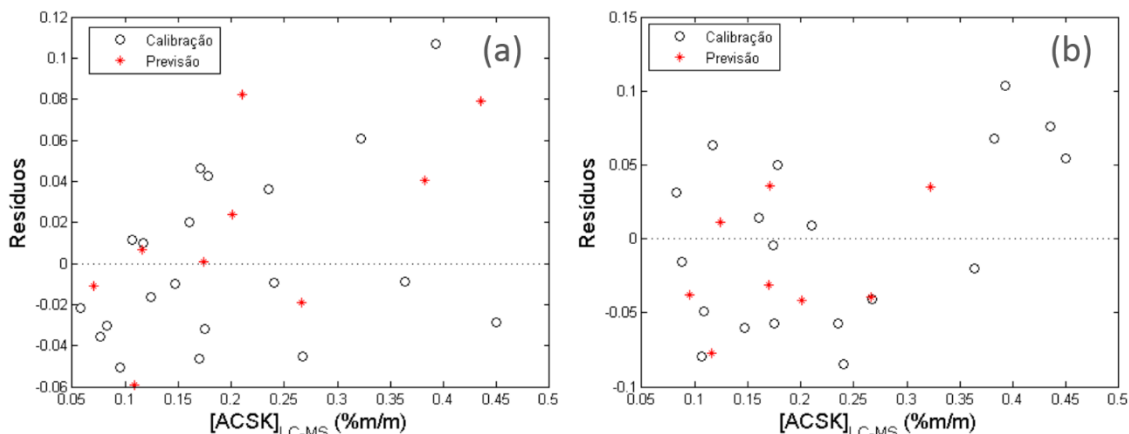 0.12
0.1
0.08
0.06
0.04
0.02
0
-0.02
-0.04
-0.06
Resíduos
Calibração
Previsão
(a)
0.05 0.1 0.15 0.2 0.25 0.3 0.35 0.4 0.45 0.5
[ACSK]LC-MS (%m/m)
0.15
0.1
0.05
0
-0.05
-0.1
Resíduos
Calibração
Previsão
(b)
0.05 0.1 0.15 0.2 0.25 0.3 0.35 0.4 0.45 0.5
[ACSK]LC-MS (%m/m)